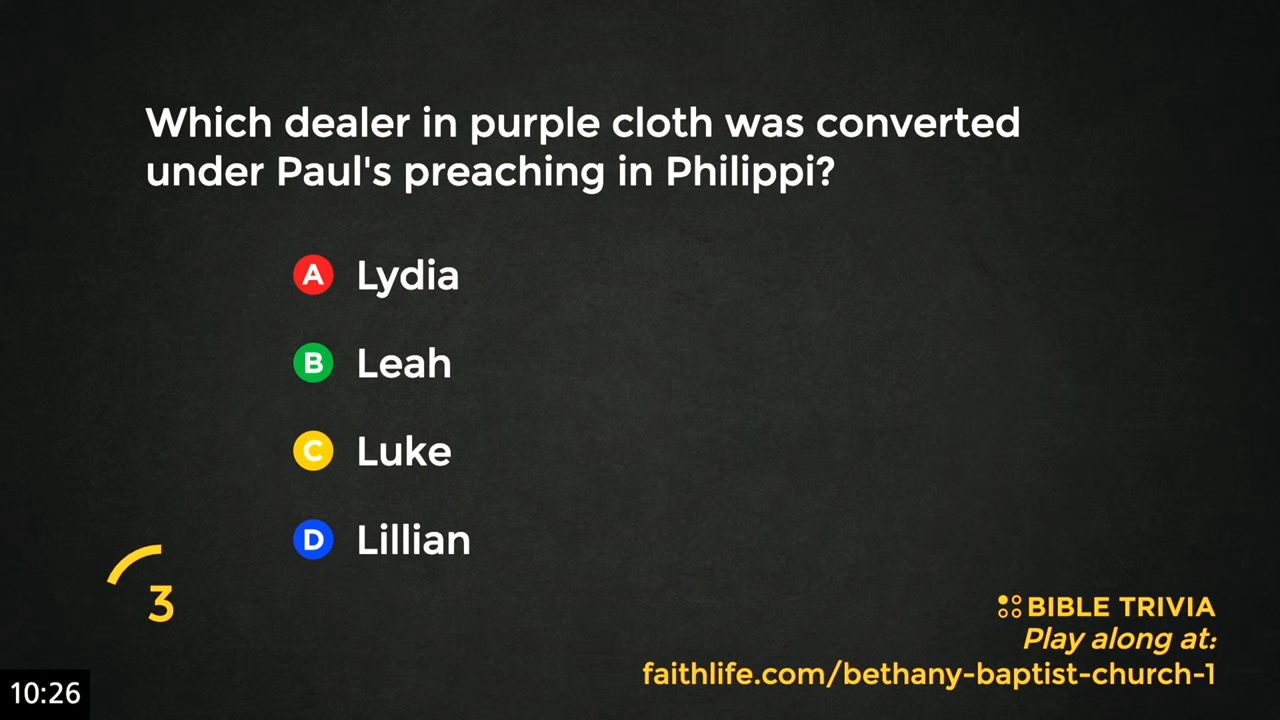 Which dealer in purple cloth was converted
under Paul's preaching in Philippi?
A Lydia
B Leah
C Luke
D Lillian
3
BIBLE TRIVIA
Play along at:
faithlife.com/bethany-baptist-church-1
10:26